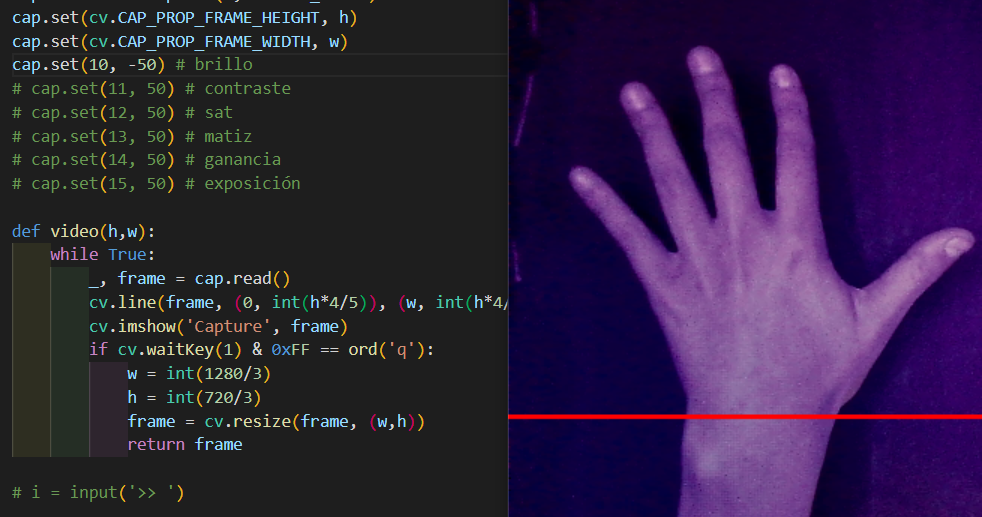 cap.set(cv.CAP_PROP_FRAME_HEIGHT, h)
cap.set(cv.CAP_PROP_FRAME_WIDTH, w)
cap.set(10, -50) # brillo
# cap.set(11, 50) # contraste
# cap.set(12, 50) # sat
# cap.set(13, 50) # matiz
# cap.set(14, 50) # ganancia
# cap.set(15, 50) # exposición
def video(h,w):
while True:
_, frame = cap.read()
cv.line(frame, (0, int(h*4/5)), (w, int(h*4/
cv.imshow('Capture', frame)
if cv.waitKey(1) & 0xFF == ord('q'):
w = int(1280/3)
h = int(720/3)
frame = cv.resize(frame, (w,h))
return frame
# i = input('>> ')